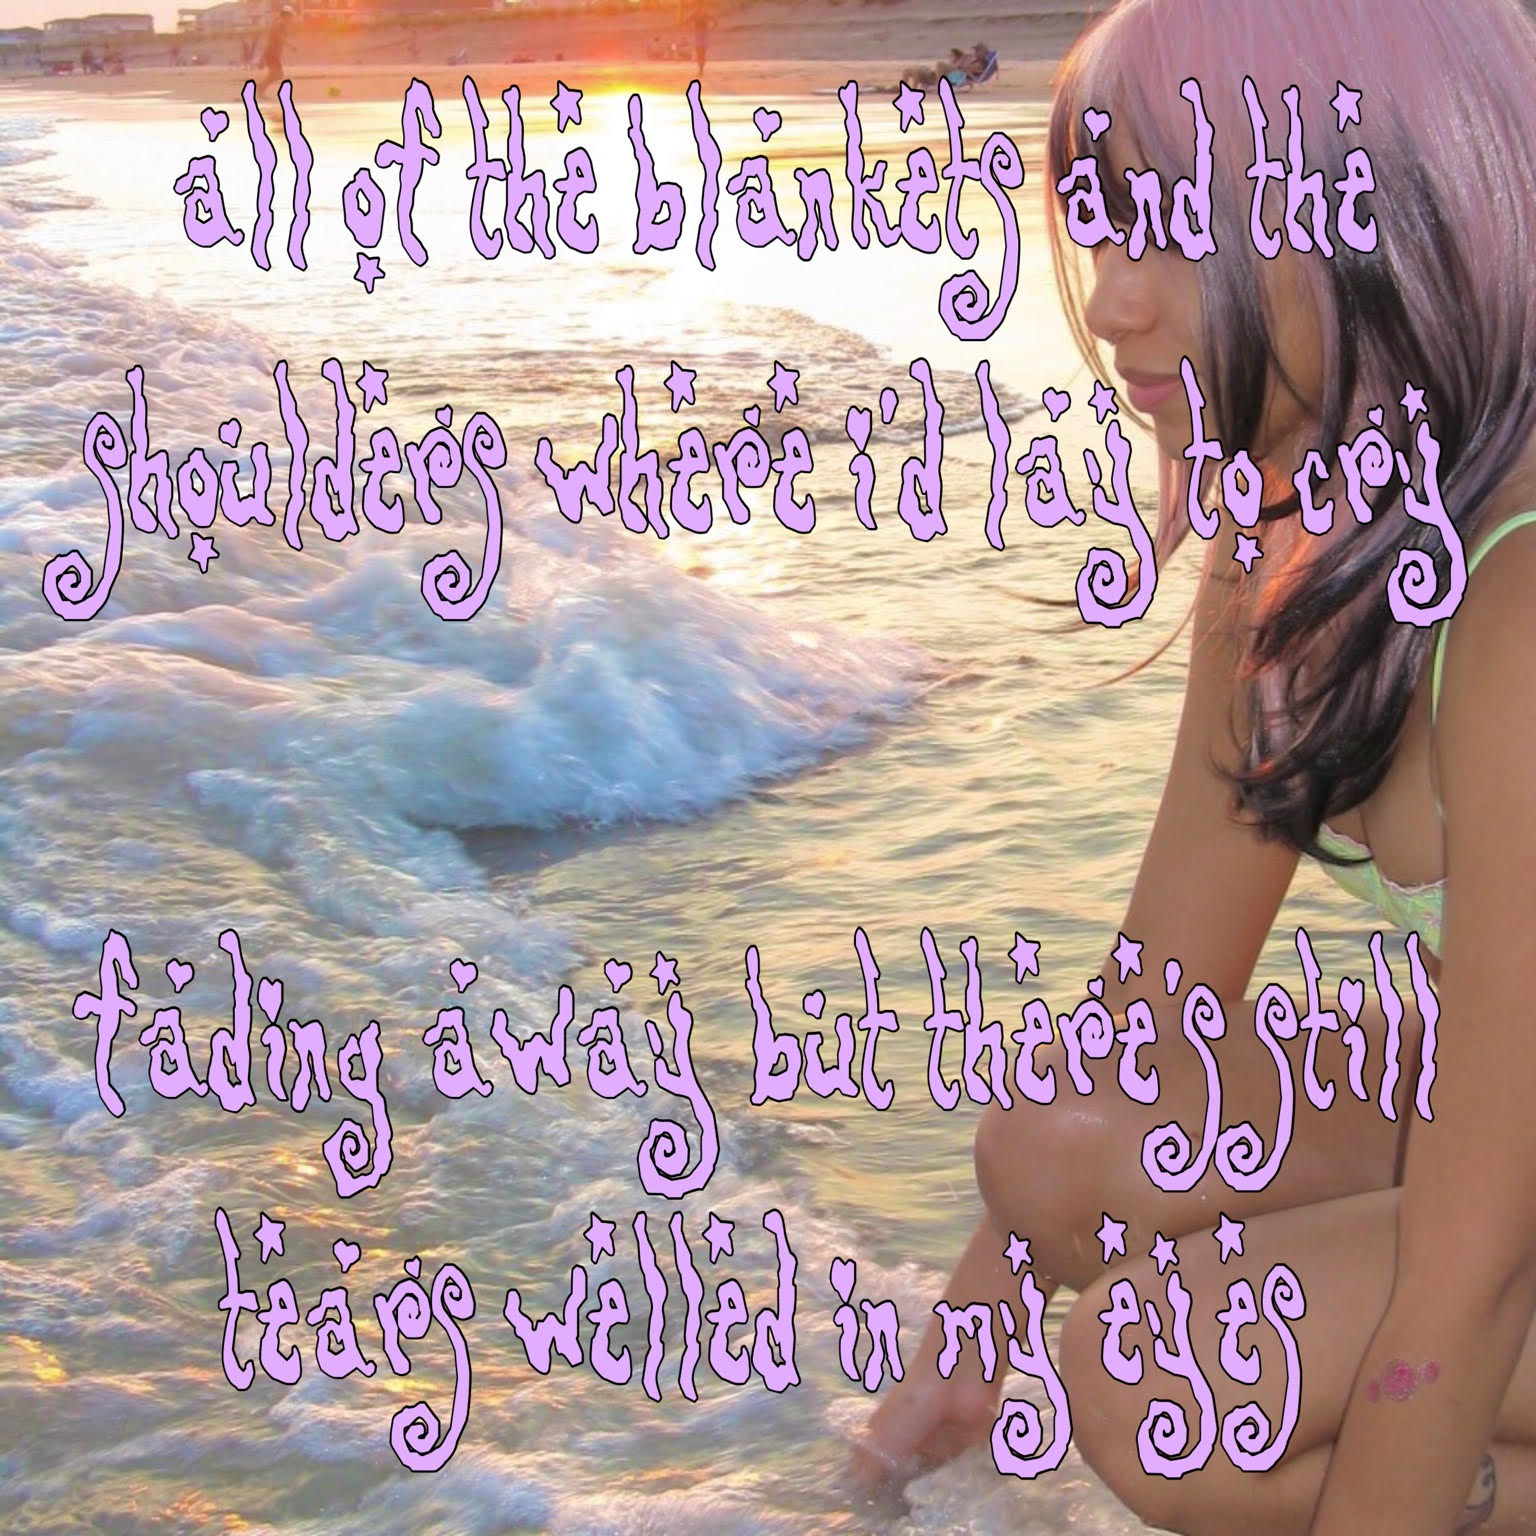 all of the blankets and the
shoulders where i'd lay to cry
fading away but there's still
tears welled in my eyes